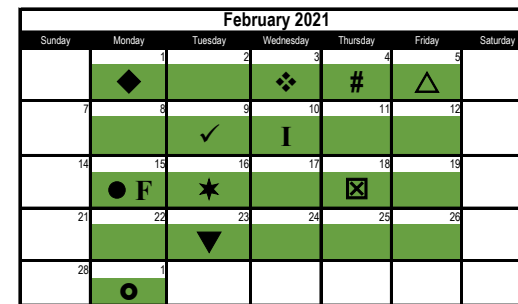 February 2021
Sunday Monday Tuesday Wednesday Thursday Friday Saturday
1 2 3 4 5
◆ ❖ # △
7 8 9 10 11 12
✓ I
14 15 16 17 18 19
● F ✶ ☒
21 22 23 24 25 26
▼
28 1